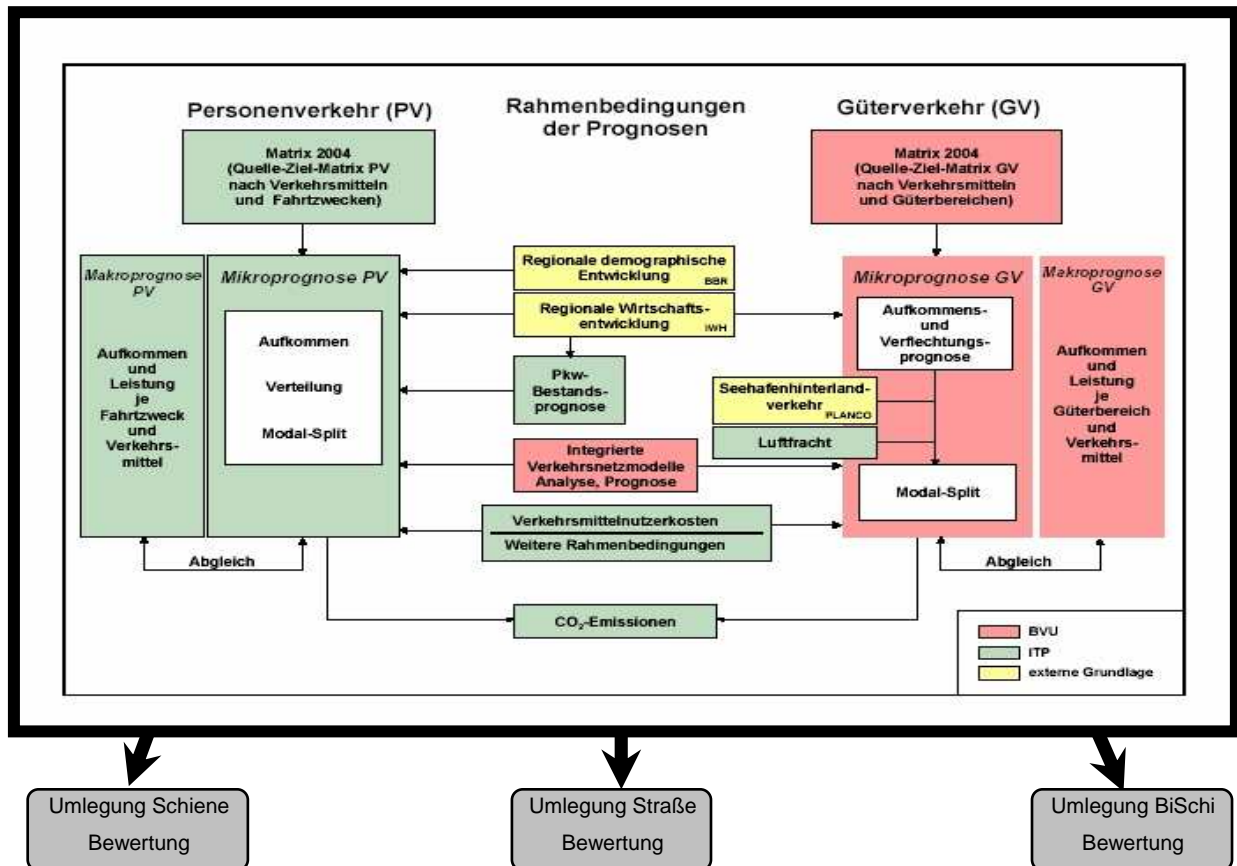 Personenverkehr (PV)
Rahmenbedingungen
der Prognosen
Güterverkehr (GV)
Matrix 2004
(Quelle-Ziel-Matrix PV
nach Verkehrsmitteln
und Fahrtzwecken)
Matrix 2004
(Quelle-Ziel-Matrix GV
nach Verkehrsmitteln
und Güterbereichen)
Makroprognose
PV
Aufkommen
und
Leistung
je
Fahrtzweck
und
Verkehrs-
mittel
Mikroprognose PV
Aufkommen
Verteilung
Modal-Split
Regionale demographische
Entwicklung
BBR
Regionale Wirtschafts-
entwicklung
IWH
Pkw-
Bestands-
prognose
Integrierte
Verkehrsnetzmodelle
Analyse, Prognose
Verkehrsmittelnutzerkosten
Weitere Rahmenbedingungen
CO₂-Emissionen
Mikroprognose GV
Aufkommens-
und
Verflechtungs-
prognose
Seehafenhinterland-
verkehr
PLANCO
Luftfracht
Modal-Split
Makroprognose
GV
Aufkommen
und
Leistung
je
Güterbereich
und
Verkehrs-
mittel
Abgleich
Abgleich
BVU
ITP
externe Grundlage
Umlegung Schiene
Bewertung
Umlegung Straße
Bewertung
Umlegung BiSchi
Bewertung